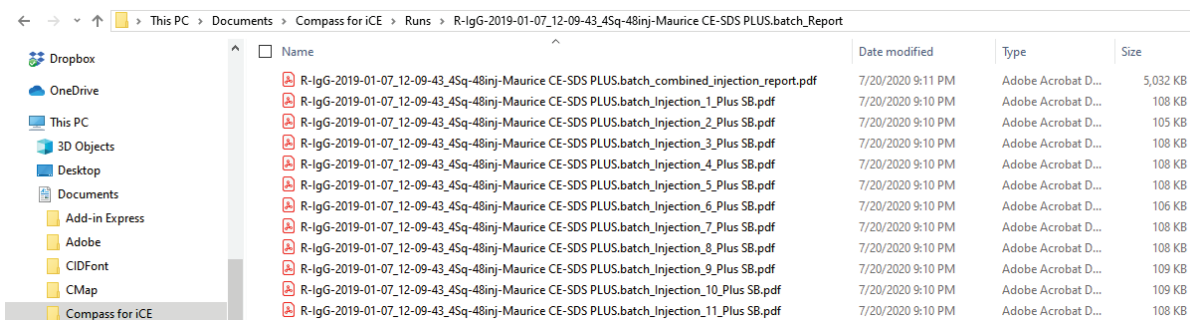 This PC > Documents > Compass for iCE > Runs > R-IgG-2019-01-07_12-09-43_4Sq-48inj-Maurice CE-SDS PLUS.batch_Report
Name Date modified Type Size
Dropbox
R-IgG-2019-01-07_12-09-43_4Sq-48inj-Maurice CE-SDS PLUS.batch_combined_injection_report.pdf 7/20/2020 9:11 PM Adobe Acrobat D... 5,032 KB
OneDrive
R-IgG-2019-01-07_12-09-43_4Sq-48inj-Maurice CE-SDS PLUS.batch_Injection_1_Plus SB.pdf 7/20/2020 9:10 PM Adobe Acrobat D... 108 KB
This PC
R-IgG-2019-01-07_12-09-43_4Sq-48inj-Maurice CE-SDS PLUS.batch_Injection_2_Plus SB.pdf 7/20/2020 9:10 PM Adobe Acrobat D... 105 KB
3D Objects
R-IgG-2019-01-07_12-09-43_4Sq-48inj-Maurice CE-SDS PLUS.batch_Injection_3_Plus SB.pdf 7/20/2020 9:10 PM Adobe Acrobat D... 108 KB
R-IgG-2019-01-07_12-09-43_4Sq-48inj-Maurice CE-SDS PLUS.batch_Injection_4_Plus SB.pdf 7/20/2020 9:10 PM Adobe Acrobat D... 108 KB
Desktop
R-IgG-2019-01-07_12-09-43_4Sq-48inj-Maurice CE-SDS PLUS.batch_Injection_5_Plus SB.pdf 7/20/2020 9:10 PM Adobe Acrobat D... 108 KB
Documents
R-IgG-2019-01-07_12-09-43_4Sq-48inj-Maurice CE-SDS PLUS.batch_Injection_6_Plus SB.pdf 7/20/2020 9:10 PM Adobe Acrobat D... 106 KB
Add-in Express
R-IgG-2019-01-07_12-09-43_4Sq-48inj-Maurice CE-SDS PLUS.batch_Injection_7_Plus SB.pdf 7/20/2020 9:10 PM Adobe Acrobat D... 108 KB
Adobe
R-IgG-2019-01-07_12-09-43_4Sq-48inj-Maurice CE-SDS PLUS.batch_Injection_8_Plus SB.pdf 7/20/2020 9:10 PM Adobe Acrobat D... 108 KB
CIDFont
R-IgG-2019-01-07_12-09-43_4Sq-48inj-Maurice CE-SDS PLUS.batch_Injection_9_Plus SB.pdf 7/20/2020 9:10 PM Adobe Acrobat D... 109 KB
CMap
R-IgG-2019-01-07_12-09-43_4Sq-48inj-Maurice CE-SDS PLUS.batch_Injection_10_Plus SB.pdf 7/20/2020 9:10 PM Adobe Acrobat D... 109 KB
Compass for iCE
R-IgG-2019-01-07_12-09-43_4Sq-48inj-Maurice CE-SDS PLUS.batch_Injection_11_Plus SB.pdf 7/20/2020 9:10 PM Adobe Acrobat D... 108 KB